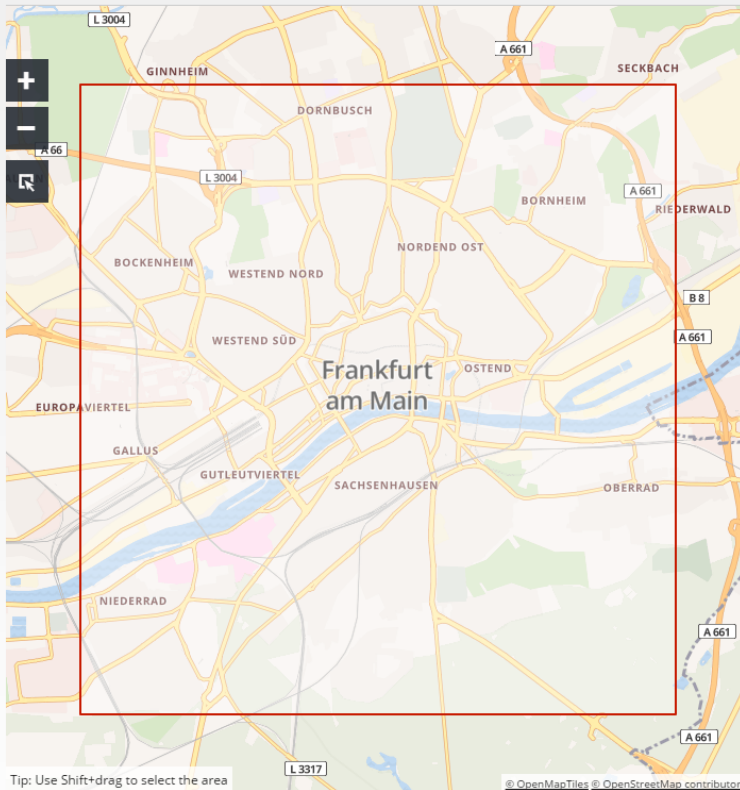 L 3004
A 661
GINNHEIM
SECKBACH
+
DORNBUSCH
−
A 66
L 3004
A 661
BORNHEIM
RIEDERWALD
NORDEND OST
BOCKENHEIM
WESTEND NORD
B 8
A 661
WESTEND SÜD
Frankfurt
am Main
OSTEND
EUROPAVIERTEL
GALLUS
GUTLEUTVIERTEL
SACHSENHAUSEN
OBERRAD
NIEDERRAD
A 661
A 661
L 3317
Tip: Use Shift+drag to select the area
© OpenMapTiles © OpenStreetMap contributor